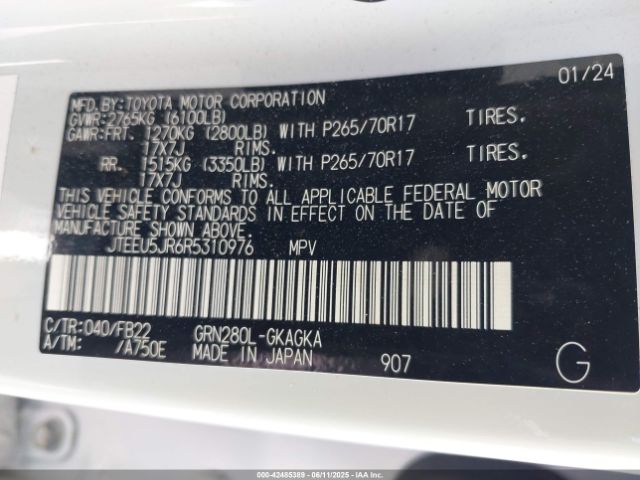 01/24
MFD. BY: TOYOTA MOTOR CORPORATION
GVWR: 2765KG (6100LB)
GAWR: FRT. 1270KG (2800LB) WITH P265/70R17 TIRES.
17X7J RIMS.
RR. 1515KG (3350LB) WITH P265/70R17 TIRES.
17X7J RIMS.
THIS VEHICLE CONFORMS TO ALL APPLICABLE FEDERAL MOTOR
VEHICLE SAFETY STANDARDS IN EFFECT ON THE DATE OF
MANUFACTURE SHOWN ABOVE.
JTEEU5JR6R5310976 MPV
C/TR: 040/FB22 GRN280L-GKAGKA
A/TM: /A750E MADE IN JAPAN 907 G
000-42485389 06/11/2025 IAA Corp.